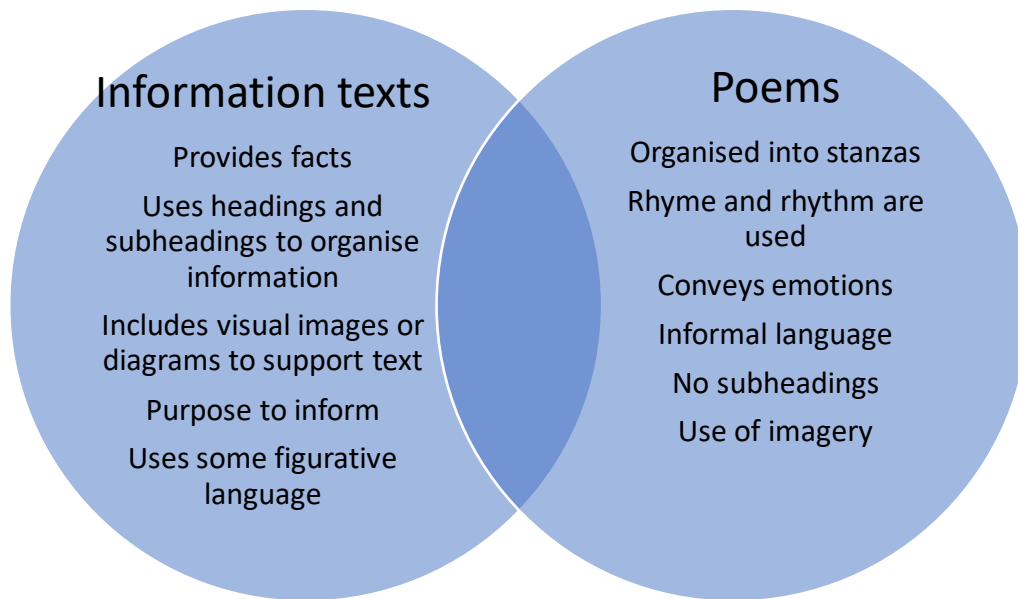 Information texts
Provides facts
Uses headings and
subheadings to organise
information
Includes visual images or
diagrams to support text
Purpose to inform
Uses some figurative
language
Poems
Organised into stanzas
Rhyme and rhythm are
used
Conveys emotions
Informal language
No subheadings
Use of imagery